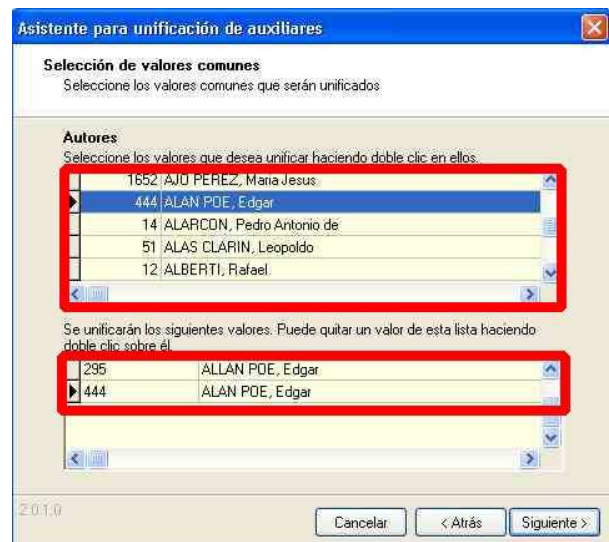 Asistente para unificación de auxiliares
Selección de valores comunes
Seleccione los valores comunes que serán unificados
Autores
Seleccione los valores que desea unificar haciendo doble clic en ellos.
1652 AJO PEREZ, Maria Jesus
444 ALAN POE, Edgar
14 ALARCON, Pedro Antonio de
51 ALAS CLARIN, Leopoldo
12 ALBERTI, Rafael
Se unificarán los siguientes valores. Puede quitar un valor de esta lista haciendo
doble clic sobre él.
295 ALLAN POE, Edgar
444 ALAN POE, Edgar
2.0.1.0
Cancelar < Atrás Siguiente >